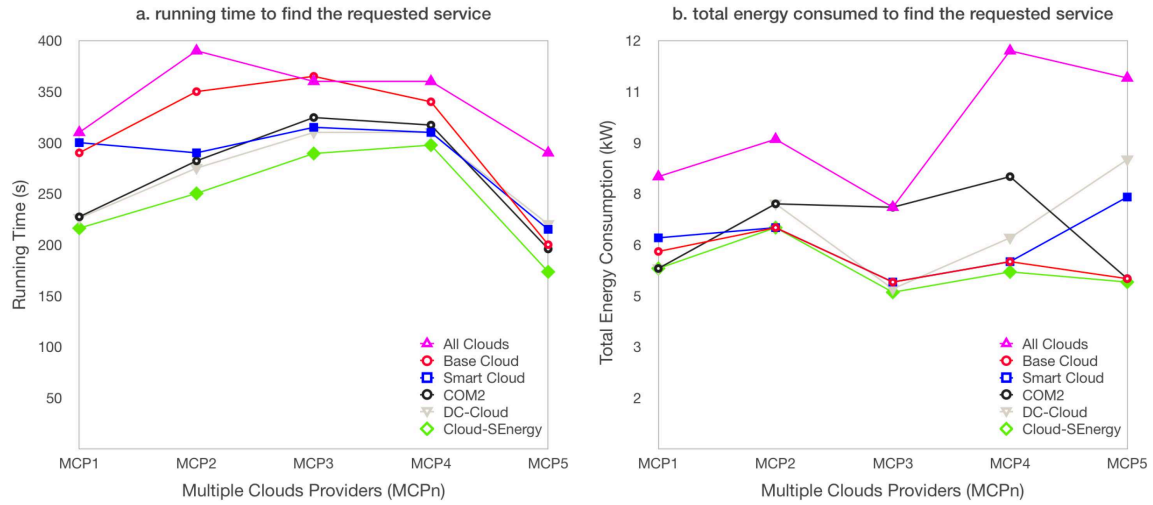 a. running time to find the requested service
400
350
300
250
200
150
100
50
Running Time (s)
All Clouds
Base Cloud
Smart Cloud
COM2
DC-Cloud
Cloud-SEnergy
MCP1 MCP2 MCP3 MCP4 MCP5
Multiple Clouds Providers (MCPn)
b. total energy consumed to find the requested service
12
11
9
8
6
5
3
2
Total Energy Consumption (kW)
All Clouds
Base Cloud
Smart Cloud
COM2
DC-Cloud
Cloud-SEnergy
MCP1 MCP2 MCP3 MCP4 MCP5
Multiple Clouds Providers (MCPn)